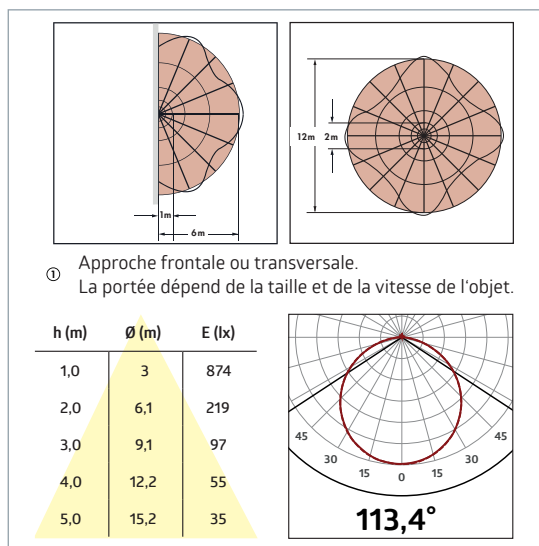 1m
6m
12m 2m
① Approche frontale ou transversale.
La portée dépend de la taille et de la vitesse de l'objet.
h (m) Ø (m) E (lx)
1,0 3 874
2,0 6,1 219
3,0 9,1 97
4,0 12,2 55
5,0 15,2 35
45 45
30 30
15 15
0
113,4°